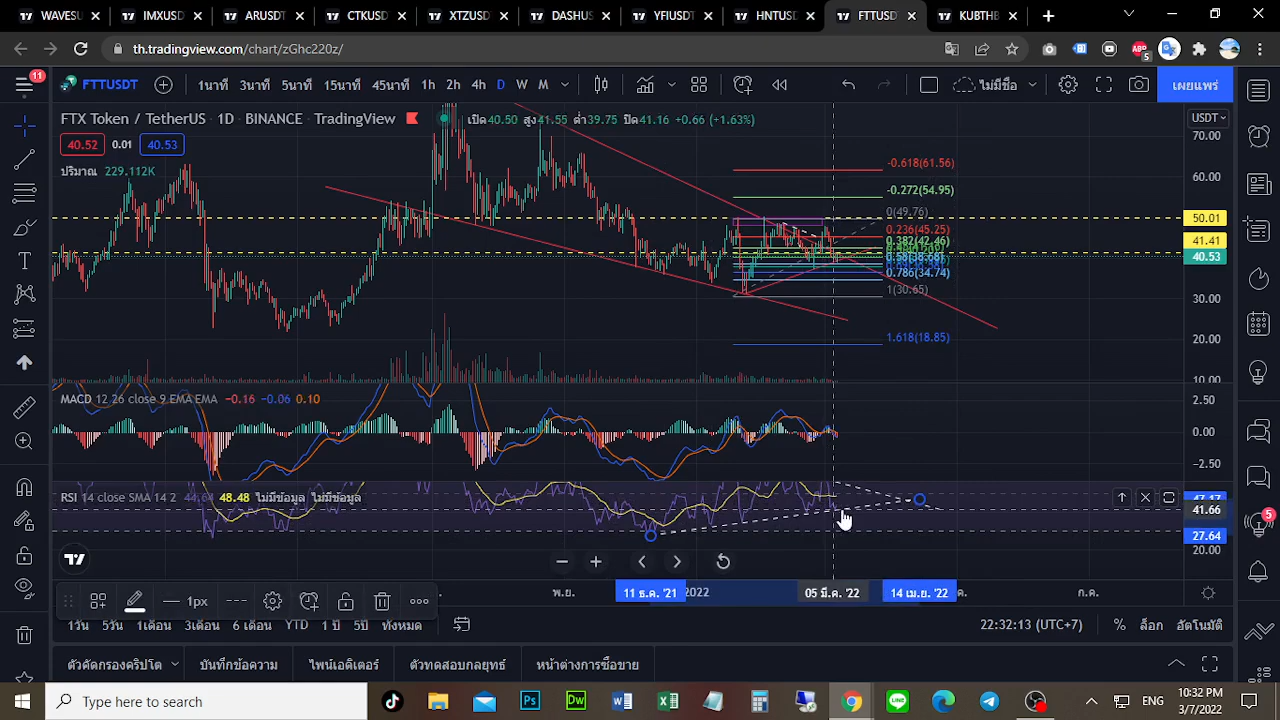 WAVESU
IMXUSD
ARUSDT
CTKUSD
XTZUSD
DASHUS
YFIUSDT
HNTUSD
FTTUSD
KUBTHB
th.tradingview.com/chart/zGhc220z/
ABP
5
11
FTTUSDT
1นาที
3นาที
5นาที
15นาที
45นาที
1h
2h
4h
D
W
M
ไม่มีชื่อ
เผยแพร่
FTX Token / TetherUS · 1D · BINANCE · TradingView
เปิด40.50 สูง41.55 ต่ำ39.75 ปิด41.16 +0.66 (+1.63%)
USDT
40.52
0.01
40.53
ปริมาณ 229.112K
70.00
60.00
50.01
41.41
40.53
30.00
20.00
10.00
-0.618(61.56)
-0.272(54.95)
0(49.76)
0.236(45.25)
0.382(42.46)
0.786(34.74)
1(30.65)
1.618(18.85)
MACD 12 26 close 9 EMA EMA −0.16 −0.06 0.10
2.50
0.00
−2.50
RSI 14 close SMA 14 2 48.48 ไม่มีข้อมูล ไม่มีข้อมูล
47.17
41.66
27.64
20.00
5
1px
พ.ย.
11 ธ.ค. '21
2022
05 มี.ค. '22
14 เม.ย. '22
ก.ค.
1วัน
5วัน
1เดือน
3เดือน
6 เดือน
YTD
1 ปี
5ปี
ทั้งหมด
22:32:13 (UTC+7)
%
ล็อก
อัตโนมัติ
ตัวคัดกรองคริปโต
บันทึกข้อความ
ไพน์เอดิเตอร์
ตัวทดสอบกลยุทธ์
หน้าต่างการซื้อขาย
Type here to search
Ps
Dw
LINE
ENG
10:32 PM
3/7/2022